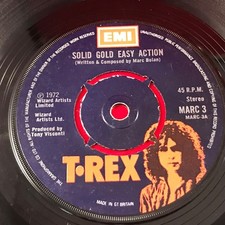 EMI
SOLID GOLD EASY ACTION
(Written & Composed by Marc Bolan)
℗ 1972
Wizard Artists
Limited
Wizard Artists
Ltd.
Produced by
Tony Visconti
45 R.P.M.
Stereo
MARC 3
MARC-3A
T·REX
MADE IN GT BRITAIN